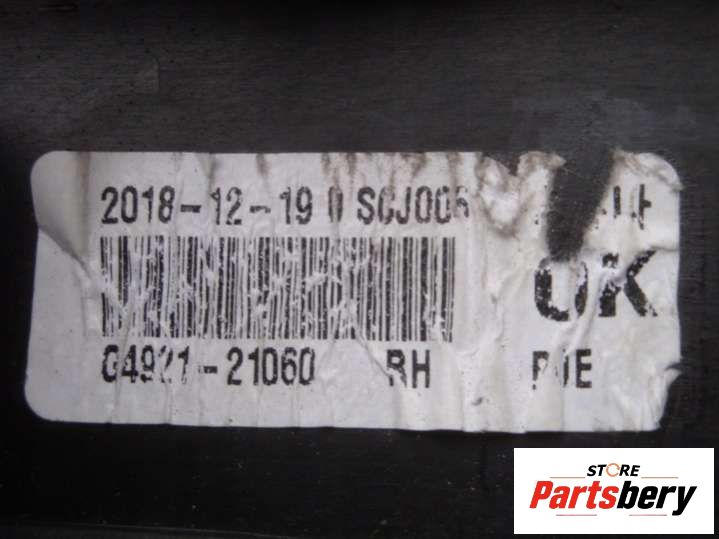 2018-12-19 0 SCJ006
OK
04921-21060 RH
STORE
Partsbery